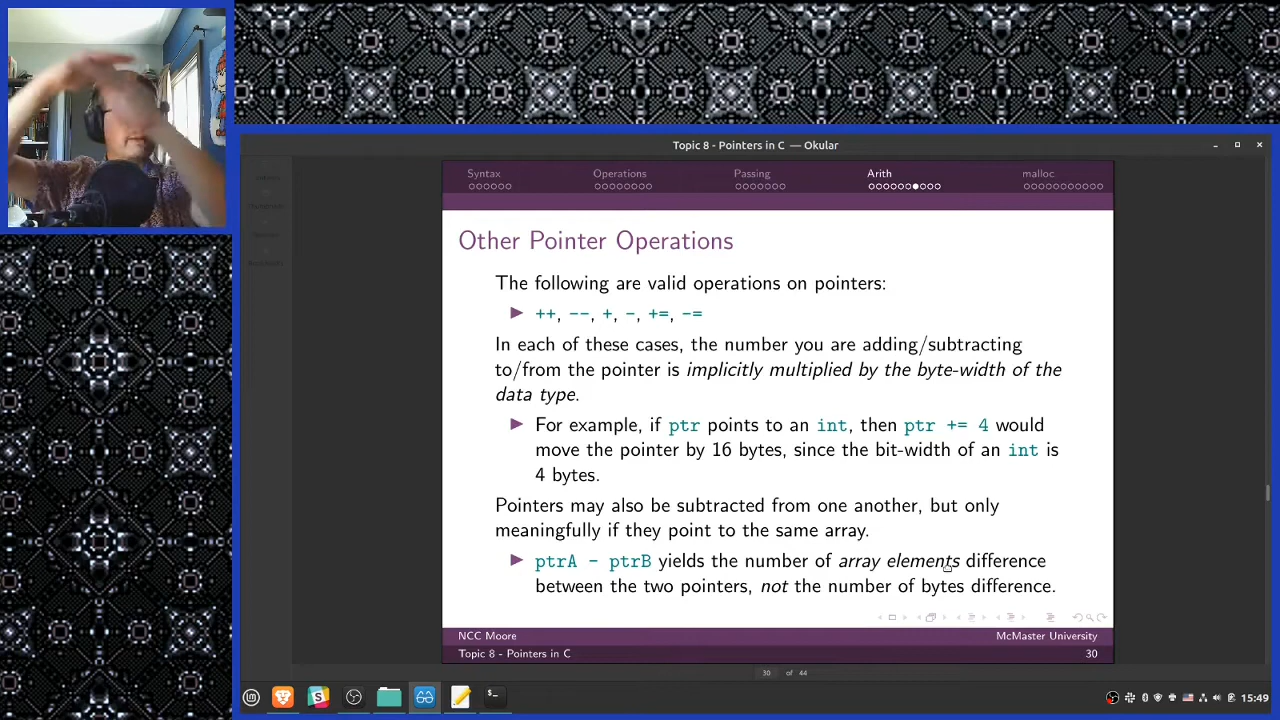 Topic 8 - Pointers in C — Okular
Syntax Operations Passing Arith malloc
Other Pointer Operations
The following are valid operations on pointers:
++, --, +, -, +=, -=
In each of these cases, the number you are adding/subtracting
to/from the pointer is implicitly multiplied by the byte-width of the
data type.
For example, if ptr points to an int, then ptr += 4 would
move the pointer by 16 bytes, since the bit-width of an int is
4 bytes.
Pointers may also be subtracted from one another, but only
meaningfully if they point to the same array.
ptrA - ptrB yields the number of array elements difference
between the two pointers, not the number of bytes difference.
NCC Moore McMaster University
Topic 8 - Pointers in C 30
30 of 44
15:49